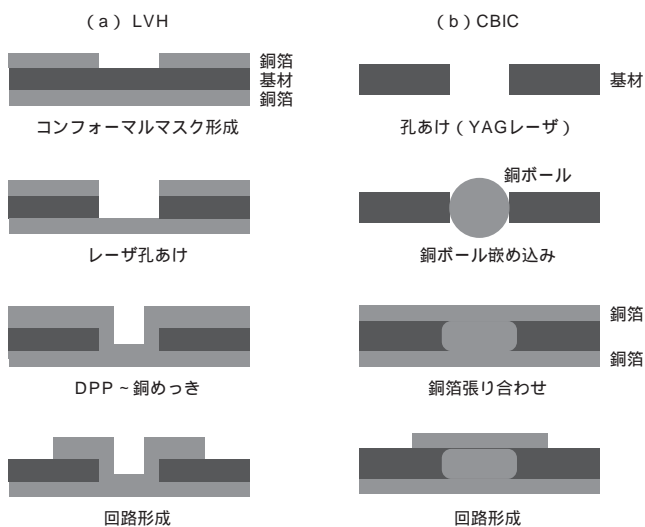 (a) LVH
銅箔
基材
銅箔
コンフォーマルマスク形成
レーザ孔あけ
DPP~銅めっき
回路形成
(b) CBIC
基材
孔あけ(YAGレーザ)
銅ボール
銅ボール嵌め込み
銅箔
銅箔
銅箔張り合わせ
回路形成